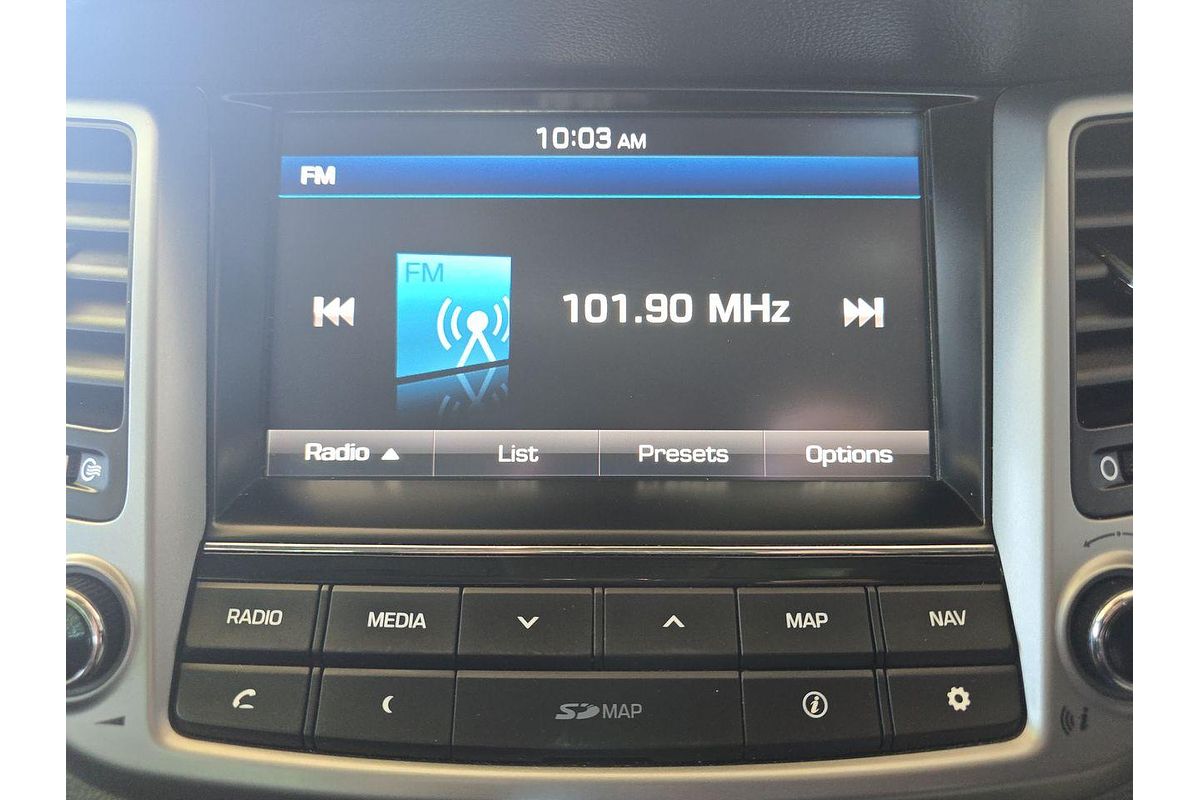 10:03 AM
FM
FM
101.90 MHz
Radio List Presets Options
RADIO MEDIA MAP NAV
SD MAP